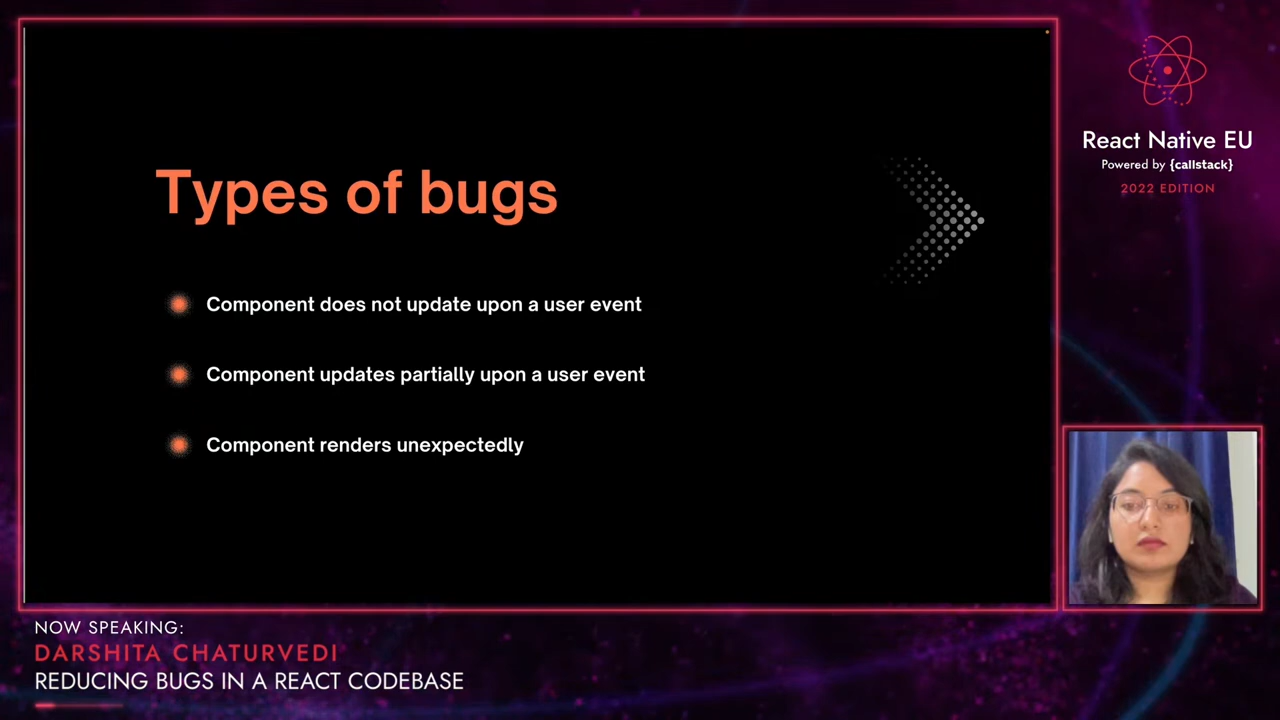 Types of bugs
Component does not update upon a user event
Component updates partially upon a user event
Component renders unexpectedly
React Native EU
Powered by {callstack}
2022 EDITION
NOW SPEAKING:
DARSHITA CHATURVEDI
REDUCING BUGS IN A REACT CODEBASE